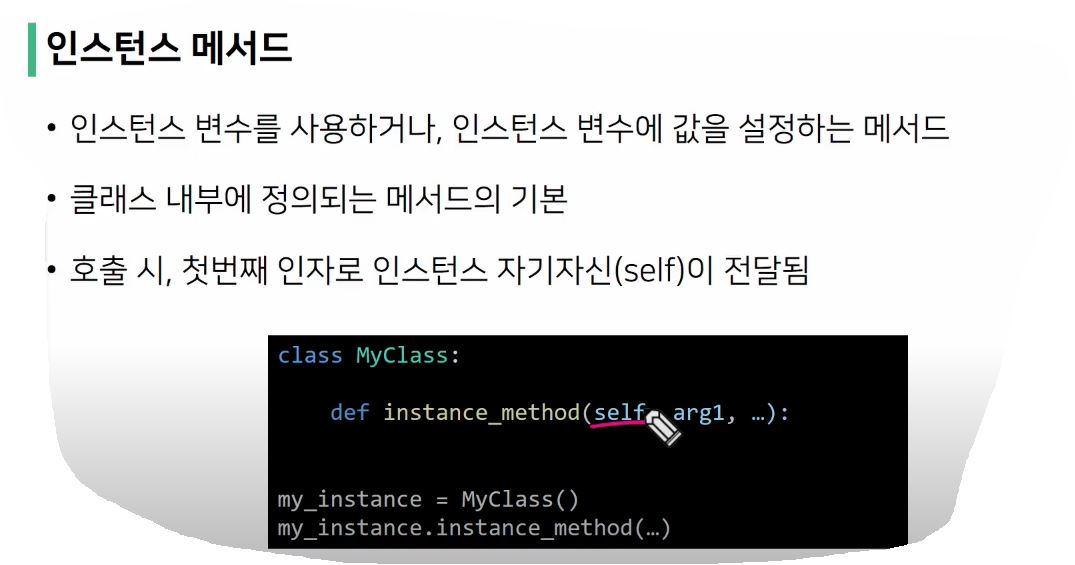 인스턴스 메서드
• 인스턴스 변수를 사용하거나, 인스턴스 변수에 값을 설정하는 메서드
• 클래스 내부에 정의되는 메서드의 기본
• 호출 시, 첫번째 인자로 인스턴스 자기자신(self)이 전달됨
class MyClass:
def instance_method(self, arg1, …):
my_instance = MyClass()
my_instance.instance_method(…)